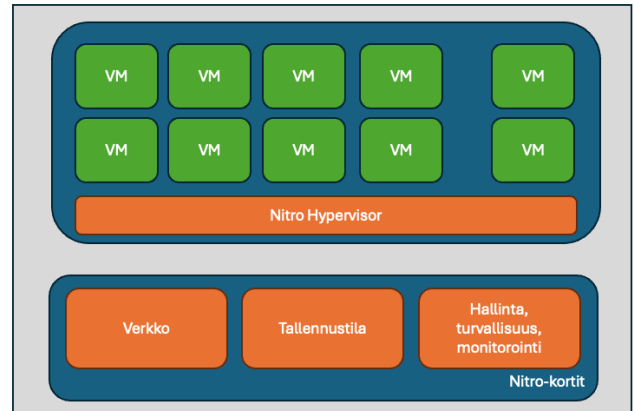 VM VM VM VM VM
VM VM VM VM VM
Nitro Hypervisor
Verkko
Tallennustila
Hallinta,
turvallisuus,
monitorointi
Nitro-kortit